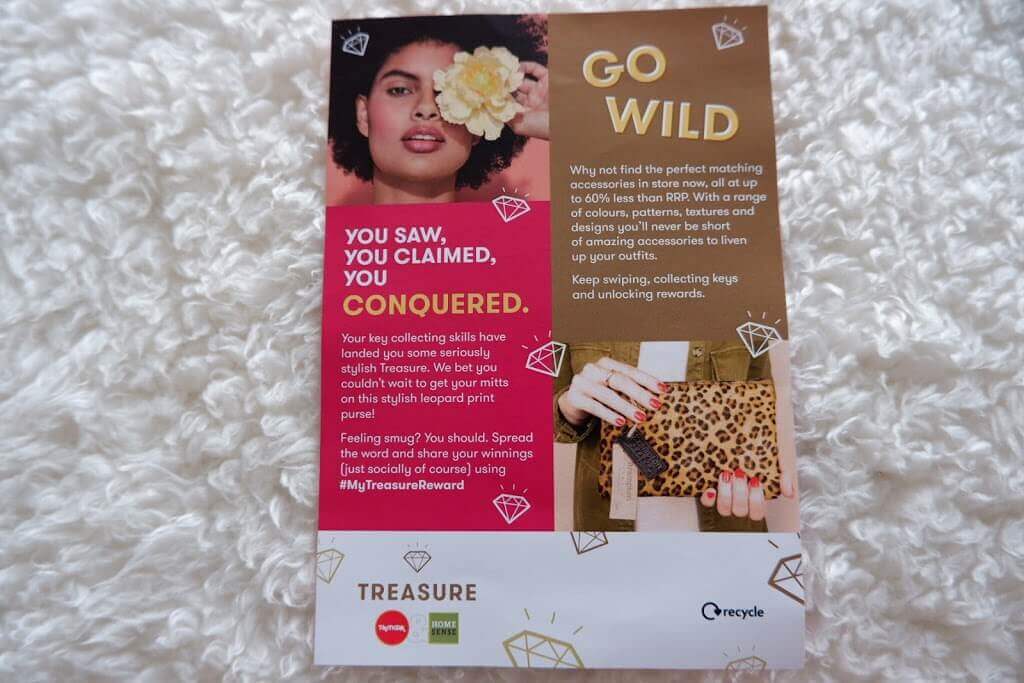 YOU SAW,
YOU CLAIMED,
YOU
CONQUERED.
Your key collecting skills have
landed you some seriously
stylish Treasure. We bet you
couldn't wait to get your mitts
on this stylish leopard print
purse!
Feeling smug? You should. Spread
the word and share your winnings
(just socially of course) using
#MyTreasureReward
GO
WILD
Why not find the perfect matching
accessories in store now, all at up
to 60% less than RRP. With a range
of colours, patterns, textures and
designs you'll never be short
of amazing accessories to liven
up your outfits.
Keep swiping, collecting keys
and unlocking rewards.
TREASURE
TK maxx
HOME
SENSE
recycle